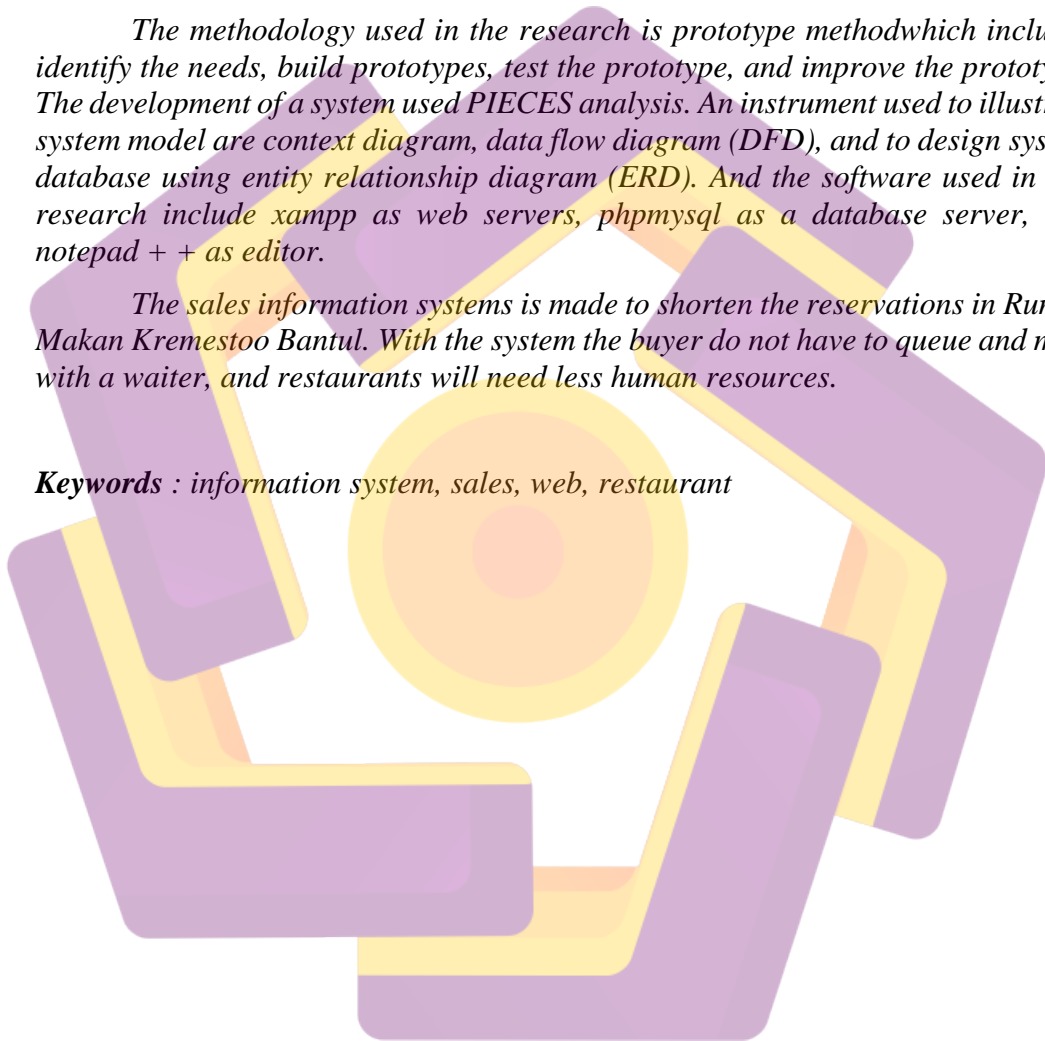 The methodology used in the research is prototype methodwhich inclu
identify the needs, build prototypes, test the prototype, and improve the prototy
The development of a system used PIECES analysis. An instrument used to illust
system model are context diagram, data flow diagram (DFD), and to design sys
database using entity relationship diagram (ERD). And the software used in
research include xampp as web servers, phpmysql as a database server,
notepad + + as editor.
The sales information systems is made to shorten the reservations in Rur
Makan Kremestoo Bantul. With the system the buyer do not have to queue and n
with a waiter, and restaurants will need less human resources.
Keywords : information system, sales, web, restaurant